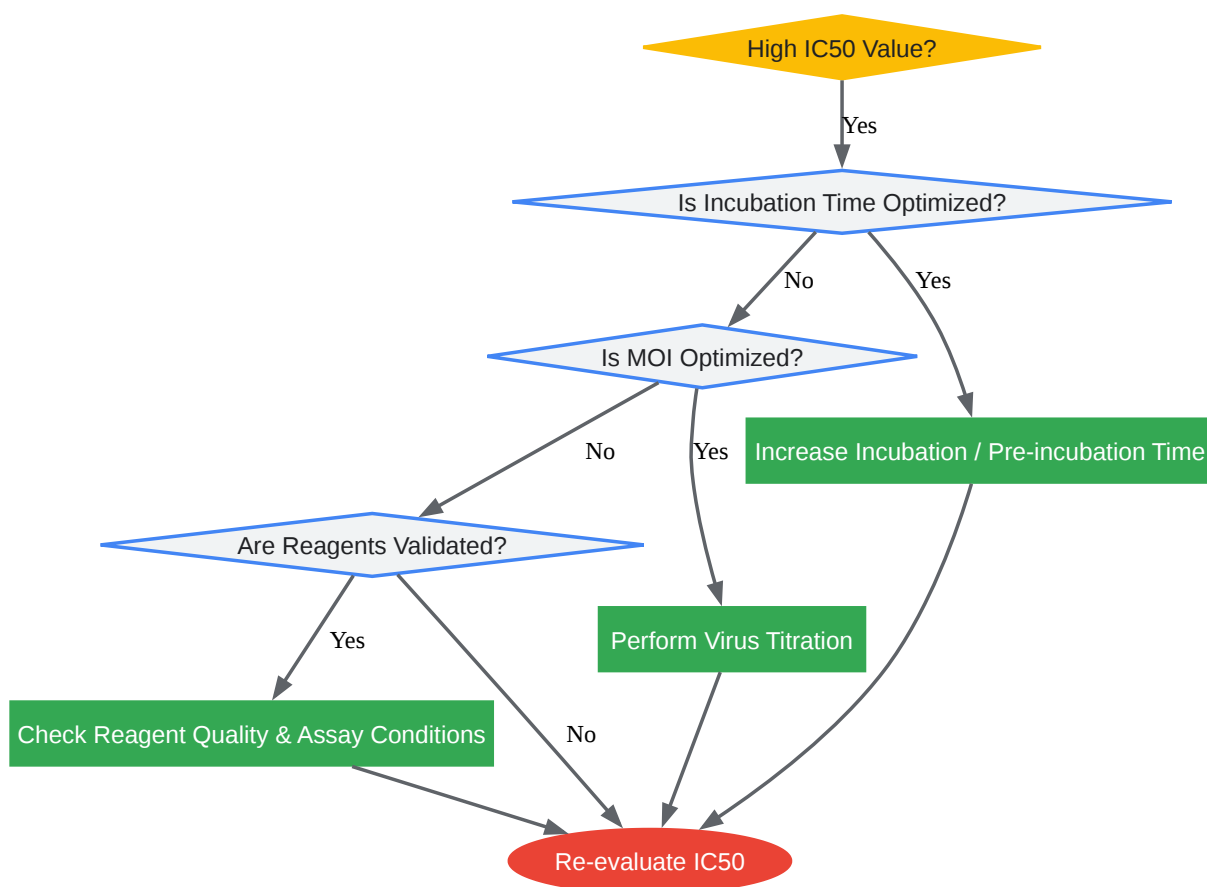 High IC50 Value?
Yes
Is Incubation Time Optimized?
No
Yes
Is MOI Optimized?
No
Yes
Increase Incubation / Pre-incubation Time
Are Reagents Validated?
Yes
Perform Virus Titration
No
Check Reagent Quality & Assay Conditions
Re-evaluate IC50